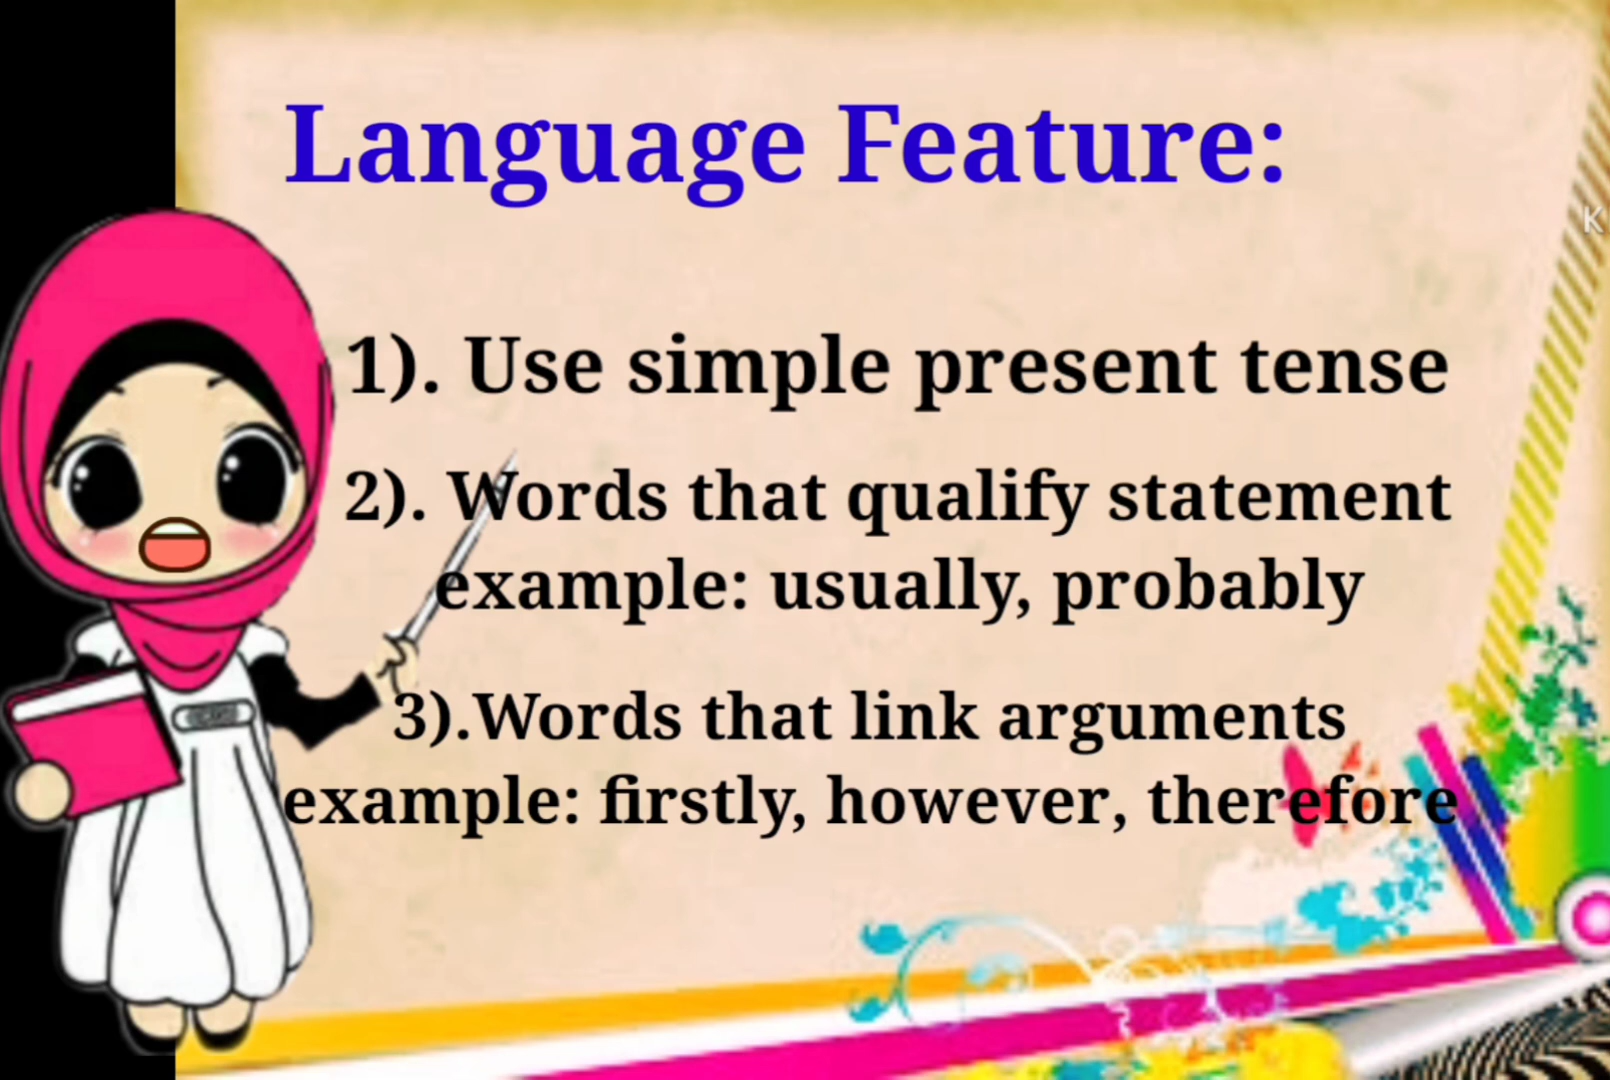 Language Feature:
K
1). Use simple present tense
2). Words that qualify statement
example: usually, probably
3).Words that link arguments
example: firstly, however, therefore